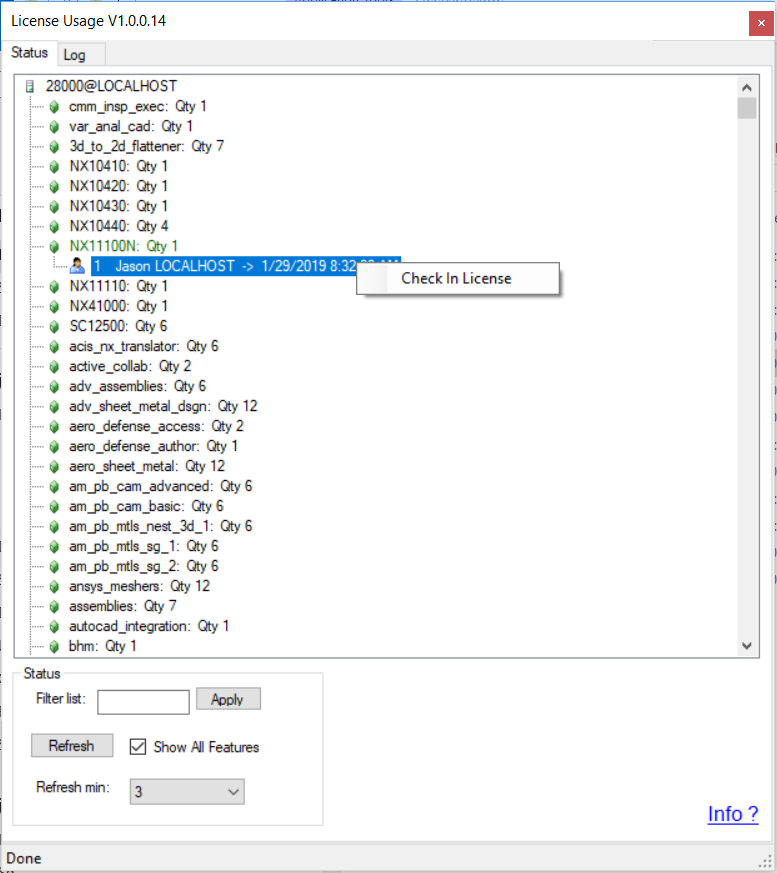 License Usage V1.0.0.14
Status Log
28000@LOCALHOST
cmm_insp_exec: Qty 1
var_anal_cad: Qty 1
3d_to_2d_flattener: Qty 7
NX10410: Qty 1
NX10420: Qty 1
NX10430: Qty 1
NX10440: Qty 4
NX11100N: Qty 1
1 Jason LOCALHOST -> 1/29/2019 8:32
Check In License
NX11110: Qty 1
NX41000: Qty 1
SC12500: Qty 6
acis_nx_translator: Qty 6
active_collab: Qty 2
adv_assemblies: Qty 6
adv_sheet_metal_dsgn: Qty 12
aero_defense_access: Qty 2
aero_defense_author: Qty 1
aero_sheet_metal: Qty 12
am_pb_cam_advanced: Qty 6
am_pb_cam_basic: Qty 6
am_pb_mtls_nest_3d_1: Qty 6
am_pb_mtls_sg_1: Qty 6
am_pb_mtls_sg_2: Qty 6
ansys_meshers: Qty 12
assemblies: Qty 7
autocad_integration: Qty 1
bhm: Qty 1
Status
Filter list: Apply
Refresh Show All Features
Refresh min: 3
Info ?
Done